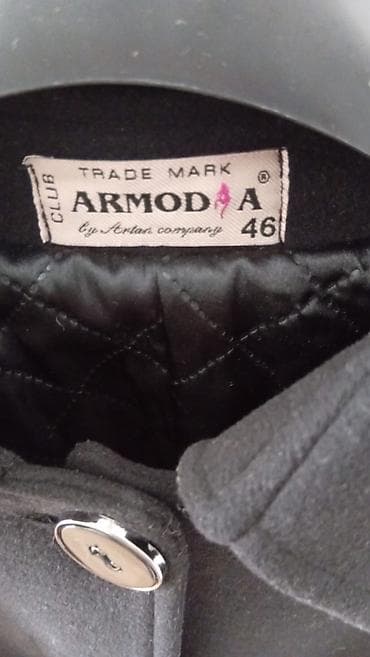 CLUB
TRADE MARK
ARMODA ®
by Artan company 46